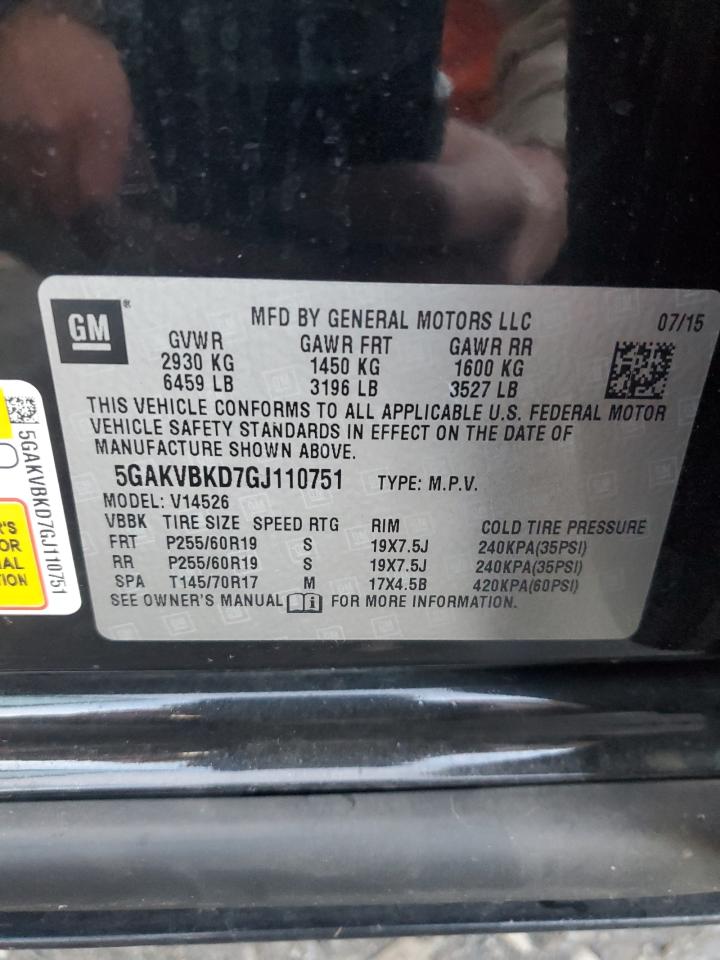 GM®
MFD BY GENERAL MOTORS LLC 07/15
GVWR GAWR FRT GAWR RR
2930 KG 1450 KG 1600 KG
6459 LB 3196 LB 3527 LB
THIS VEHICLE CONFORMS TO ALL APPLICABLE U.S. FEDERAL MOTOR
VEHICLE SAFETY STANDARDS IN EFFECT ON THE DATE OF
MANUFACTURE SHOWN ABOVE.
5GAKVBKD7GJ110751 TYPE: M.P.V.
MODEL: V14526
VBBK TIRE SIZE SPEED RTG RIM COLD TIRE PRESSURE
FRT P255/60R19 S 19X7.5J 240KPA(35PSI)
RR P255/60R19 S 19X7.5J 240KPA(35PSI)
SPA T145/70R17 M 17X4.5B 420KPA(60PSI)
SEE OWNER'S MANUAL FOR MORE INFORMATION.
5GAKVBKD7GJ110751
R'S
OR
AL
TION